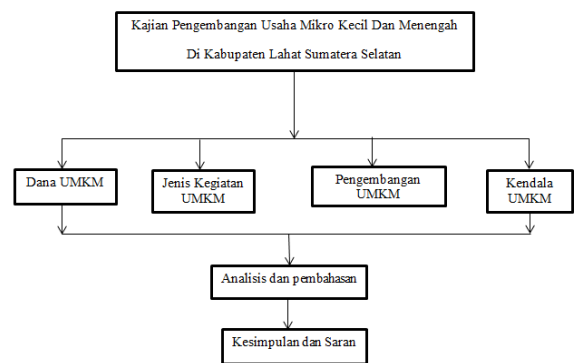 Kajian Pengembangan Usaha Mikro Kecil Dan Menengah
Di Kabupaten Lahat Sumatera Selatan
Dana UMKM
Jenis Kegiatan
UMKM
Pengembangan
UMKM
Kendala
UMKM
Analisis dan pembahasan
Kesimpulan dan Saran